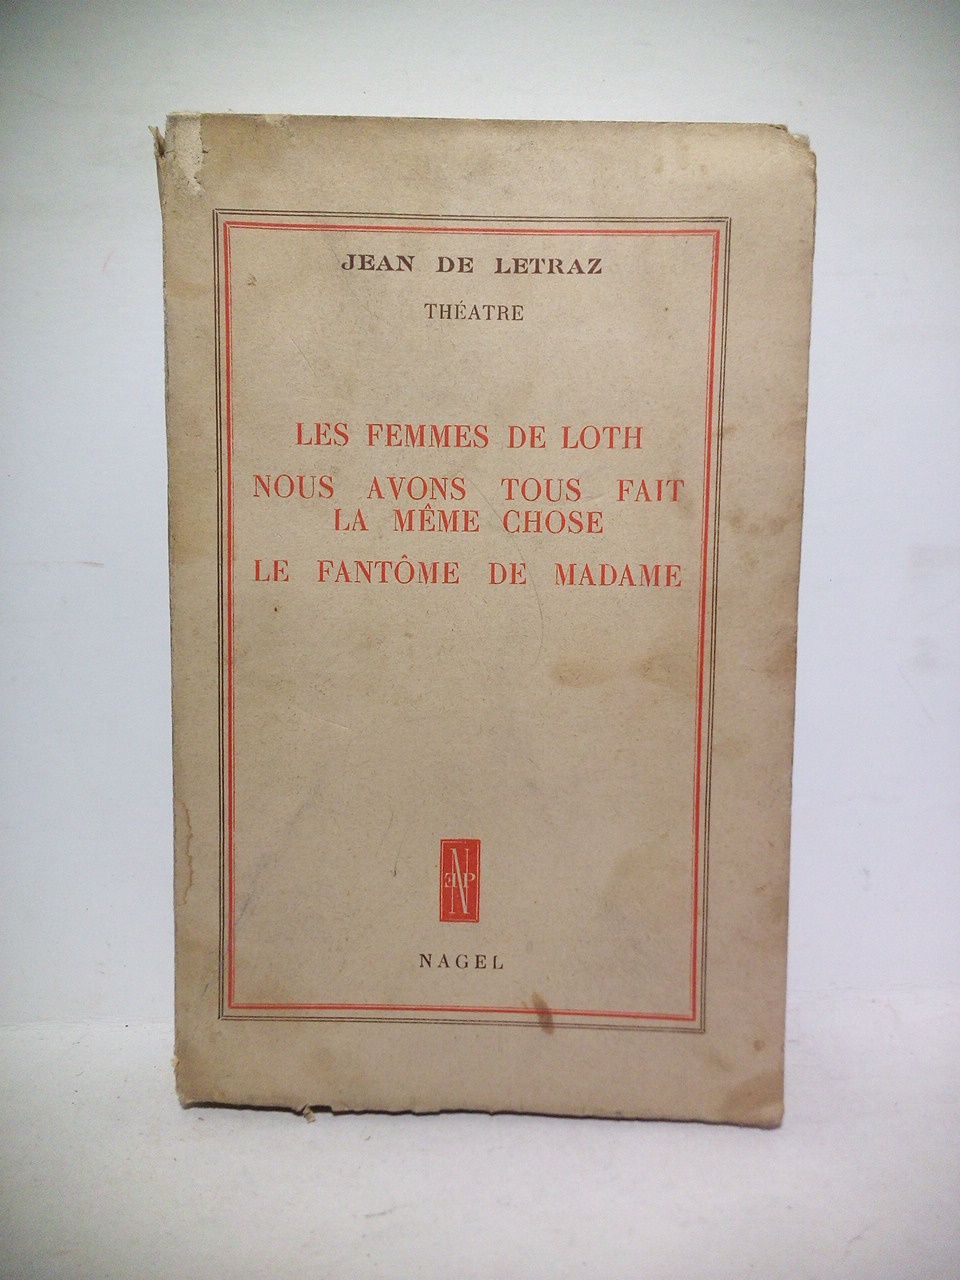 JEAN DE LETRAZ
THÉATRE
LES FEMMES DE LOTH
NOUS AVONS TOUS FAIT
LA MÊME CHOSE
LE FANTÔME DE MADAME
NEP
NAGEL